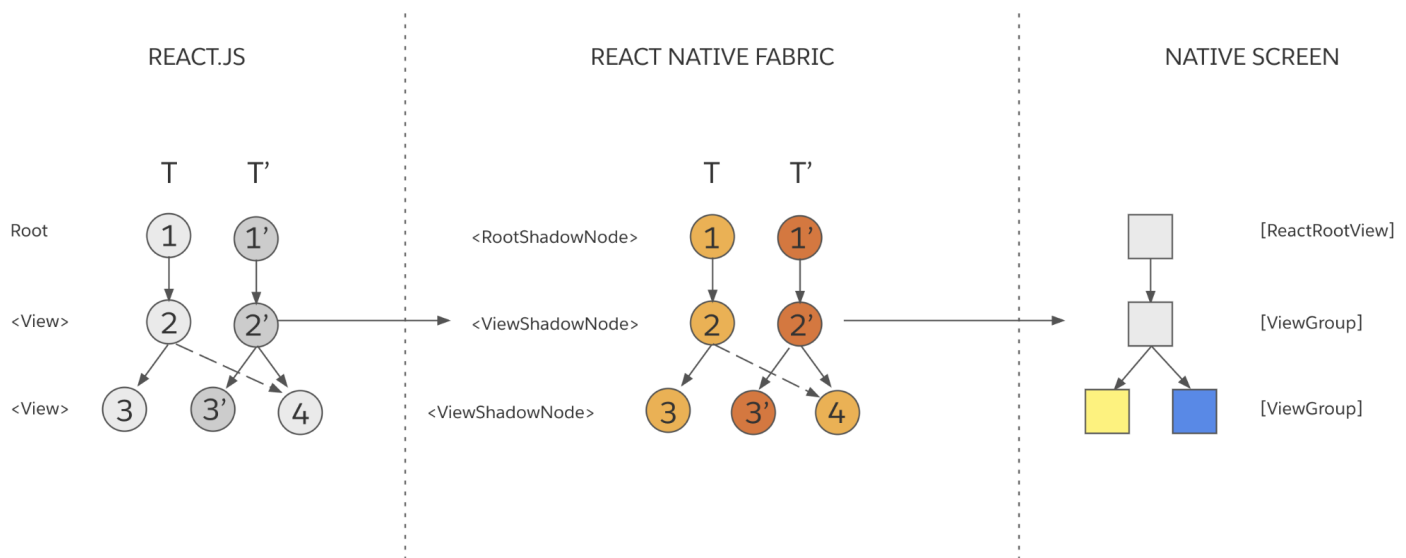 REACT.JS
REACT NATIVE FABRIC
NATIVE SCREEN
T T’
T T’
Root
1 1’
<RootShadowNode>
1 1’
[ReactRootView]
<View>
2 2’
<ViewShadowNode>
2 2’
[ViewGroup]
<View>
3 3’ 4
<ViewShadowNode>
3 3’ 4
[ViewGroup]